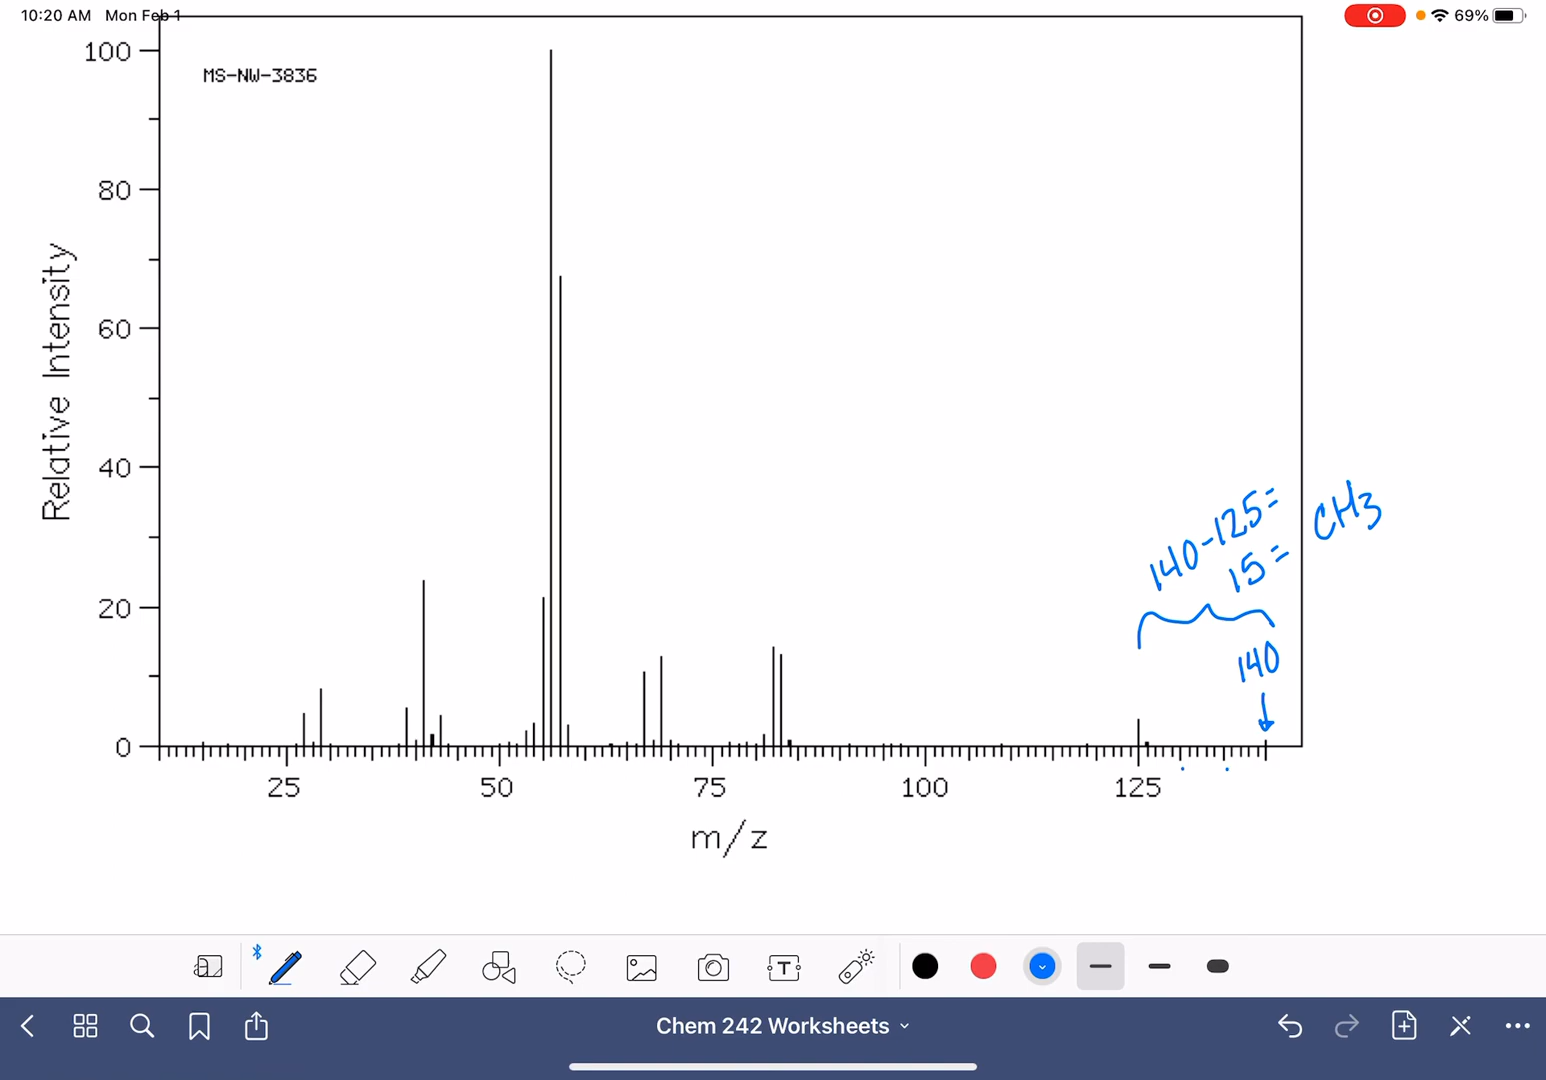 10:20 AM Mon Feb 1
69%
MS-NW-3836
100
80
60
40
20
0
Relative Intensity
140-125=
15=
CH3
140
25 50 75 100 125
m/z
T
Chem 242 Worksheets